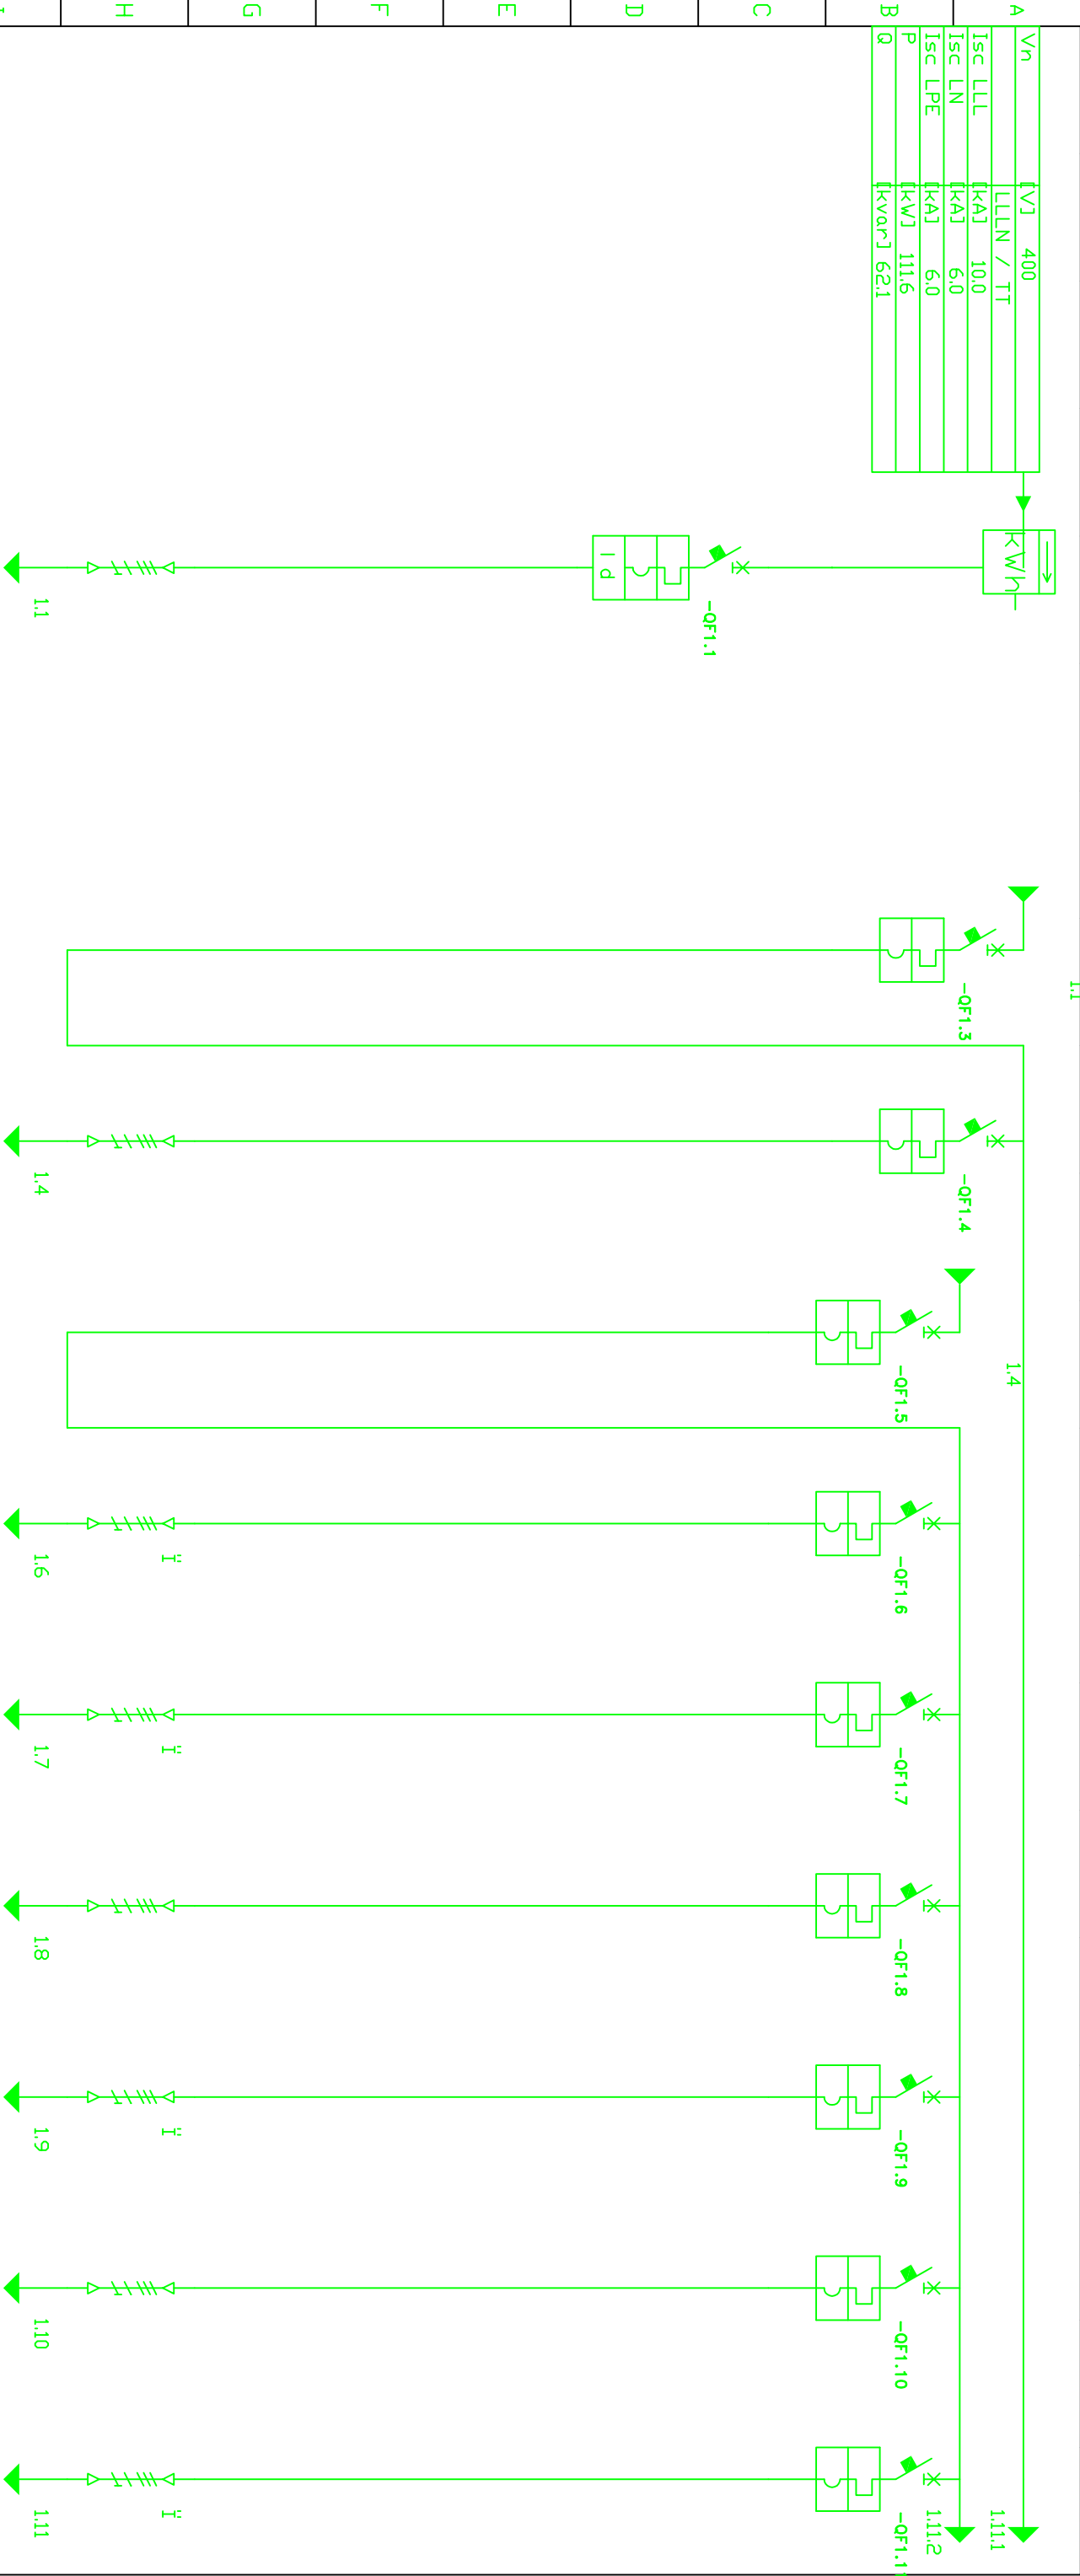 A
B
C
D
E
F
G
H
Vn [V] 400
LLLN / TT
Isc LLL [kA] 10.0
Isc LN [kA] 6.0
Isc LPE [kA] 6.0
P [kW] 111.6
Q [kvar] 62.1
kWh
-QF1.1
Id
1.1
1.1
-QF1.3
-QF1.4
1.4
1.4
-QF1.5
-QF1.6
-QF1.7
-QF1.8
-QF1.9
-QF1.10
1.11.1
1.11.2
Ï
Ï
Ï
Ï
1.6
1.7
1.8
1.9
1.10
1.11